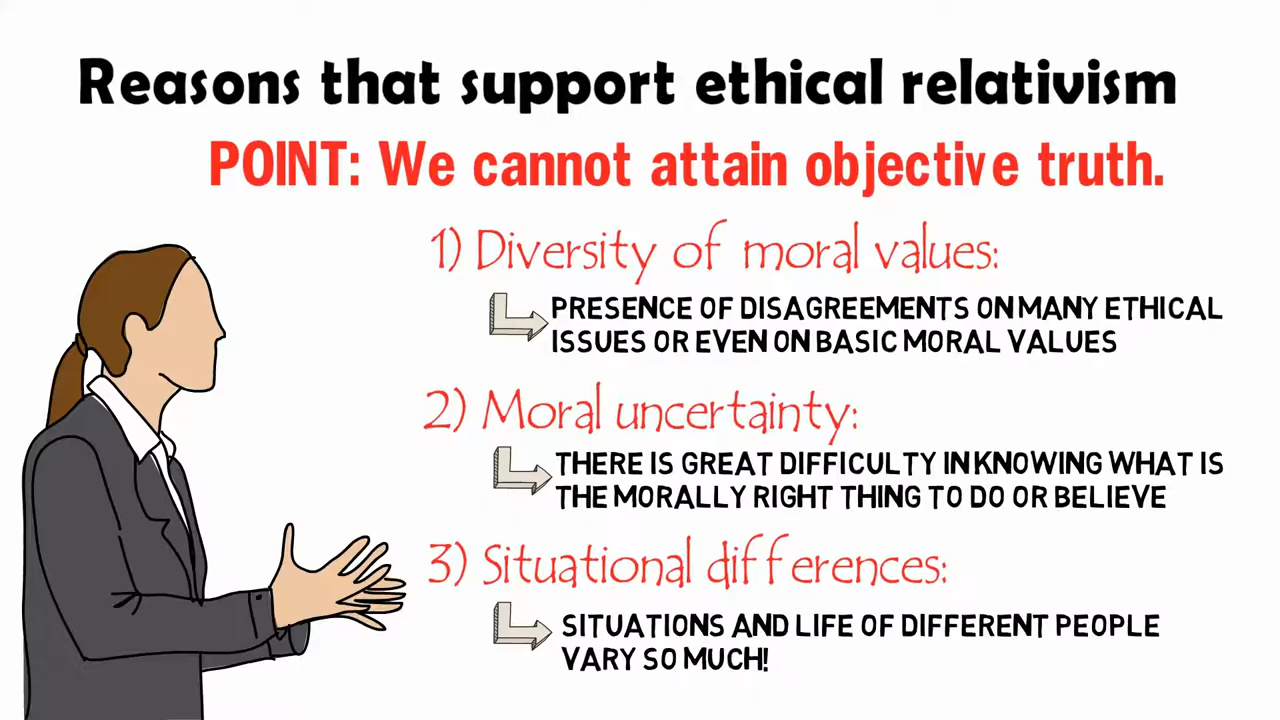 Reasons that support ethical relativism
POINT: We cannot attain objective truth.
1) Diversity of moral values:
PRESENCE OF DISAGREEMENTS ON MANY ETHICAL
ISSUES OR EVEN ON BASIC MORAL VALUES
2) Moral uncertainty:
THERE IS GREAT DIFFICULTY IN KNOWING WHAT IS
THE MORALLY RIGHT THING TO DO OR BELIEVE
3) Situational differences:
SITUATIONS AND LIFE OF DIFFERENT PEOPLE
VARY SO MUCH!